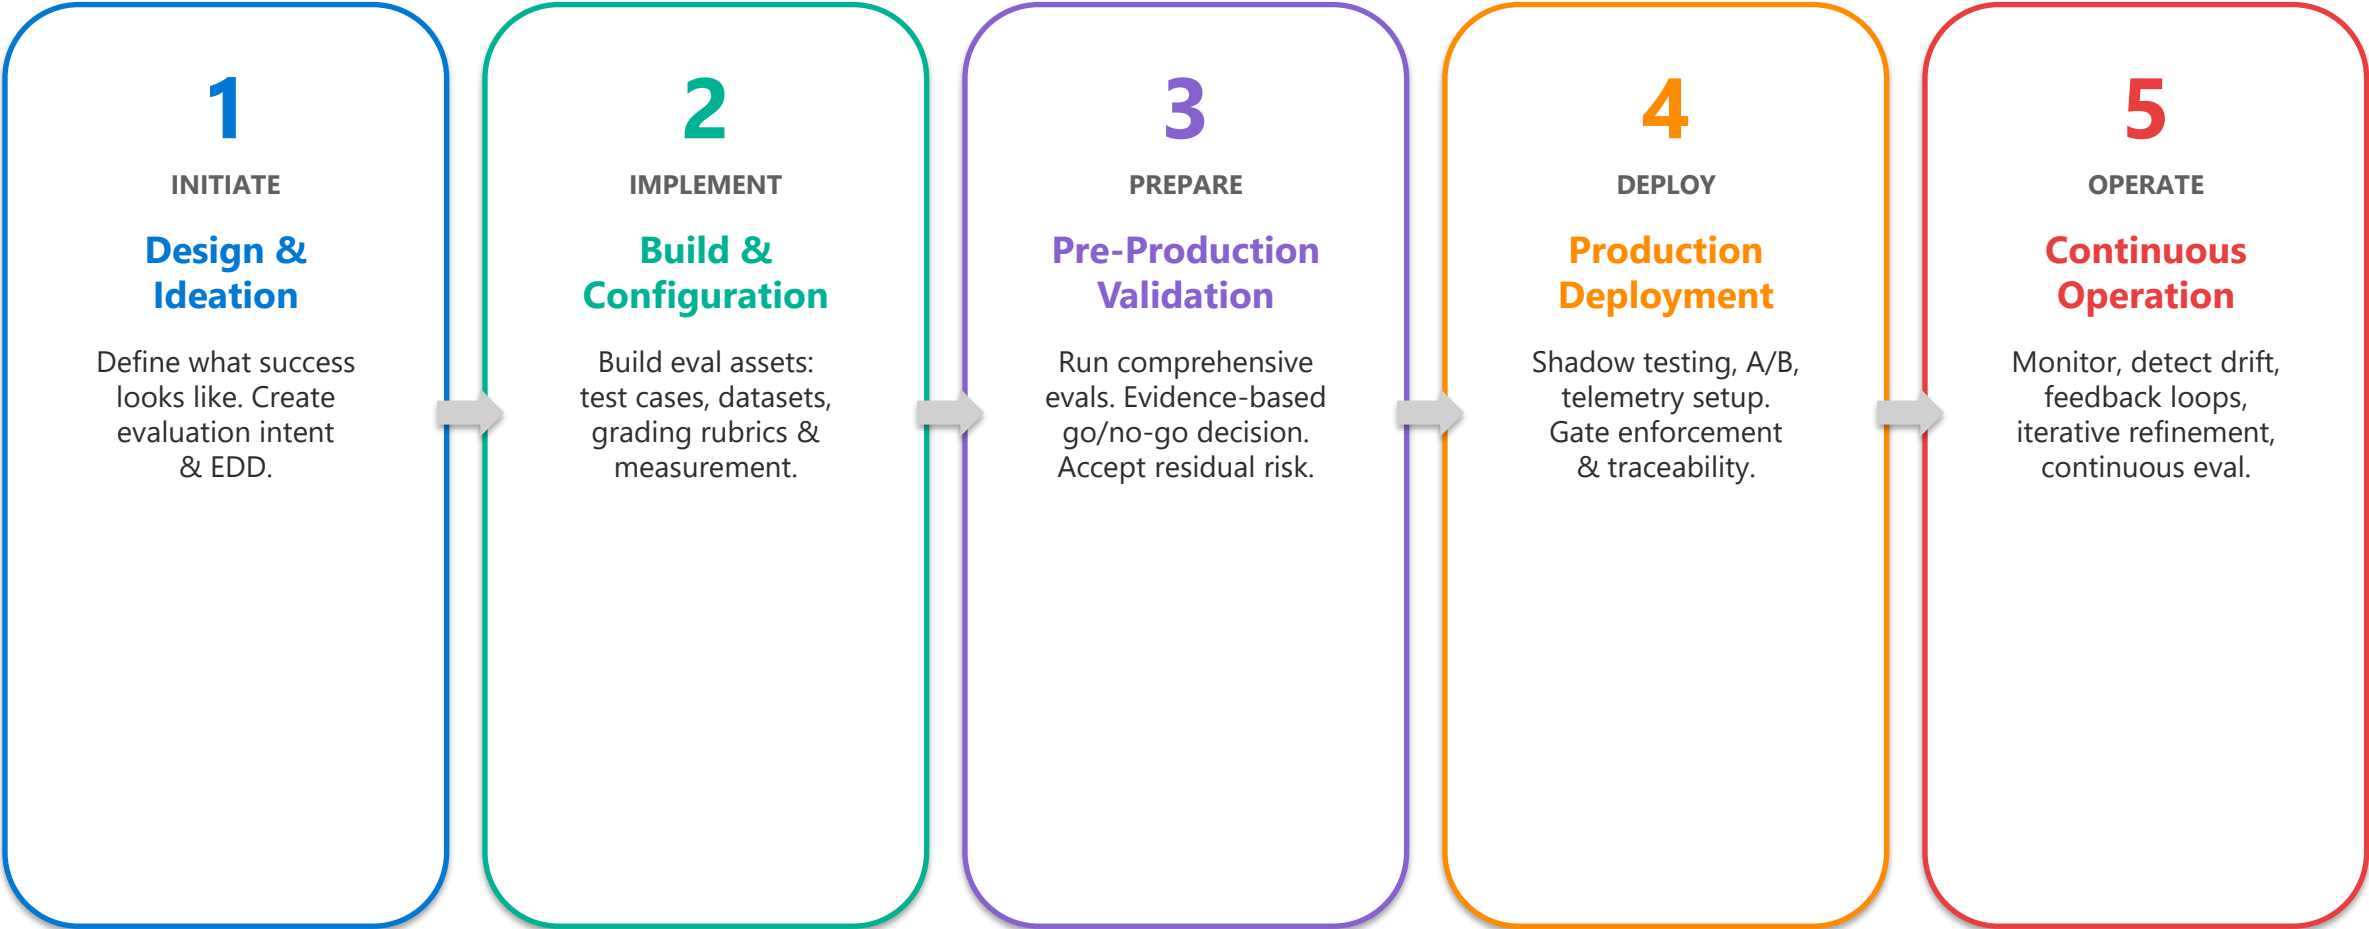 1
INITIATE
Design &
Ideation
Define what success
looks like. Create
evaluation intent
& EDD.
2
IMPLEMENT
Build &
Configuration
Build eval assets:
test cases, datasets,
grading rubrics &
measurement.
3
PREPARE
Pre-Production
Validation
Run comprehensive
evals. Evidence-based
go/no-go decision.
Accept residual risk.
4
DEPLOY
Production
Deployment
Shadow testing, A/B,
telemetry setup.
Gate enforcement
& traceability.
5
OPERATE
Continuous
Operation
Monitor, detect drift,
feedback loops,
iterative refinement,
continuous eval.